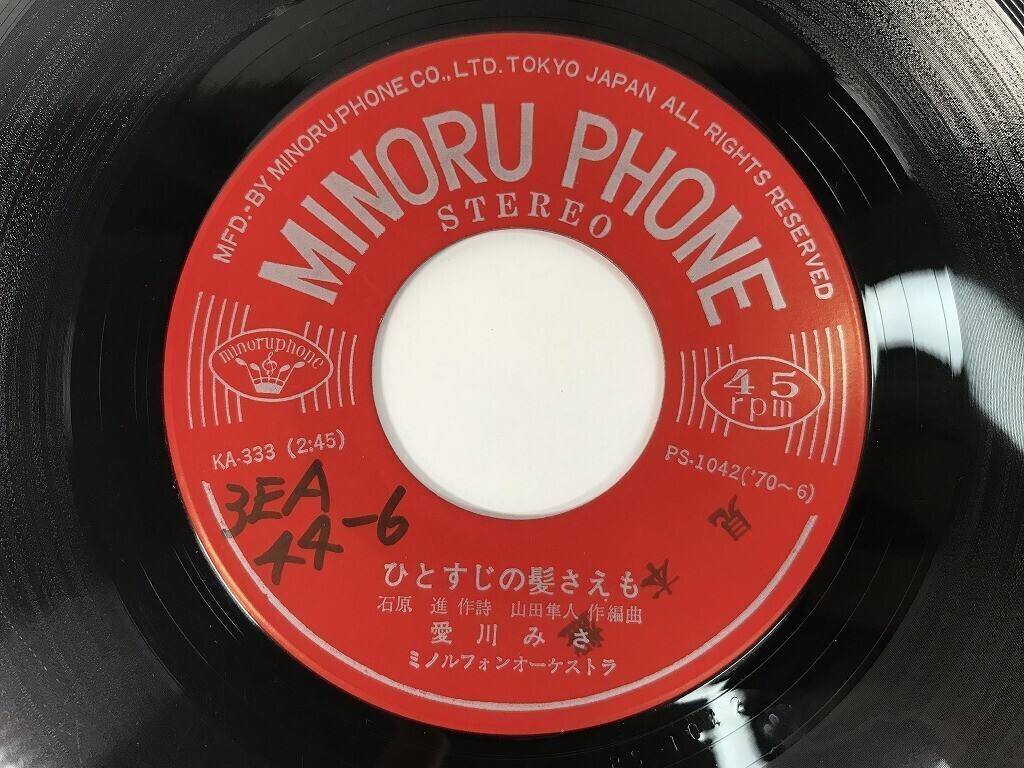 MFD.-BY MINORUPHONE CO., LTD. TOKYO JAPAN ALL RIGHTS RESERVED
MINORU PHONE
STEREO
minoruphone
45
rpm
KA-333 (2:45)
PS-1042('70～6)
3EA
44-6
見本
ひとすじの髪さえも
石原 進 作詩 山田隼人 作編曲
愛川みさ
ミノルフォンオーケストラ